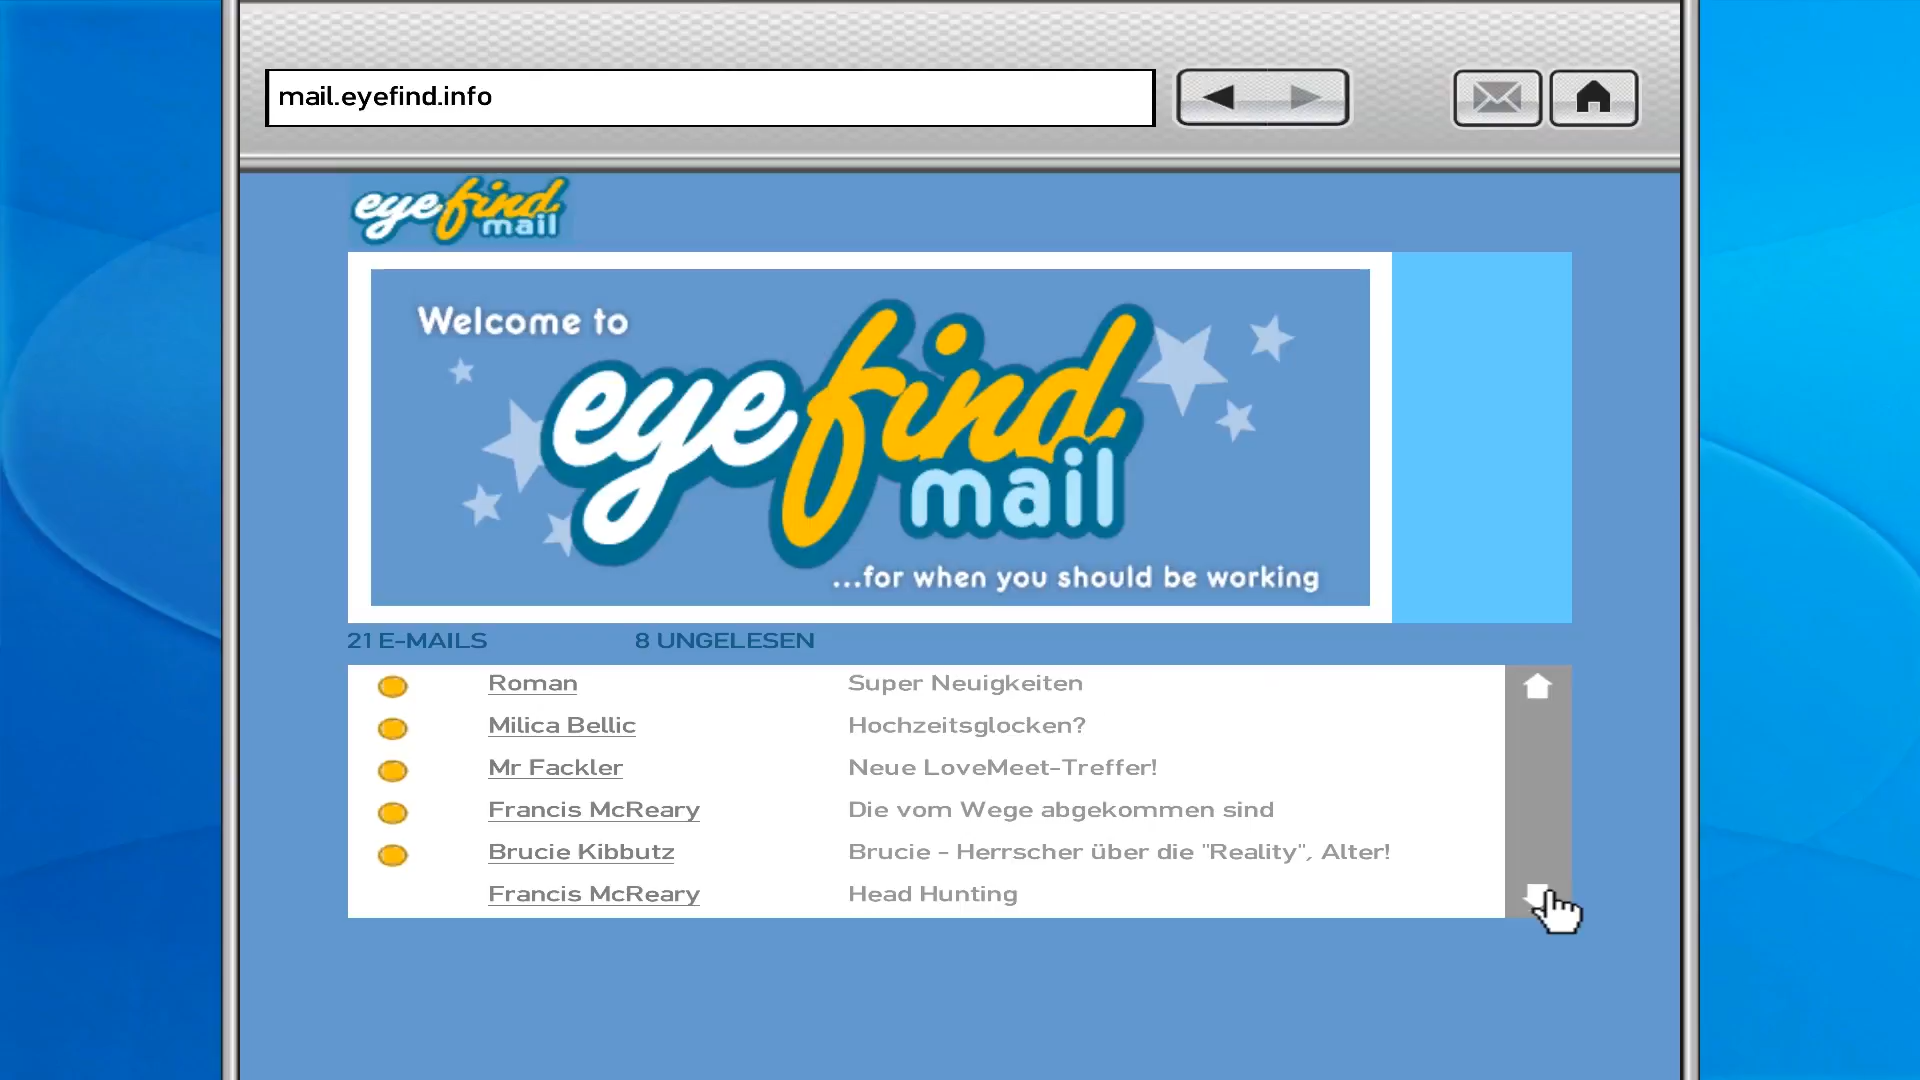 mail.eyefind.info
eyefind mail
Welcome to
eyefind mail
...for when you should be working
21 E-MAILS 8 UNGELESEN
Roman Super Neuigkeiten
Milica Bellic Hochzeitsglocken?
Mr Fackler Neue LoveMeet-Treffer!
Francis McReary Die vom Wege abgekommen sind
Brucie Kibbutz Brucie - Herrscher über die "Reality", Alter!
Francis McReary Head Hunting